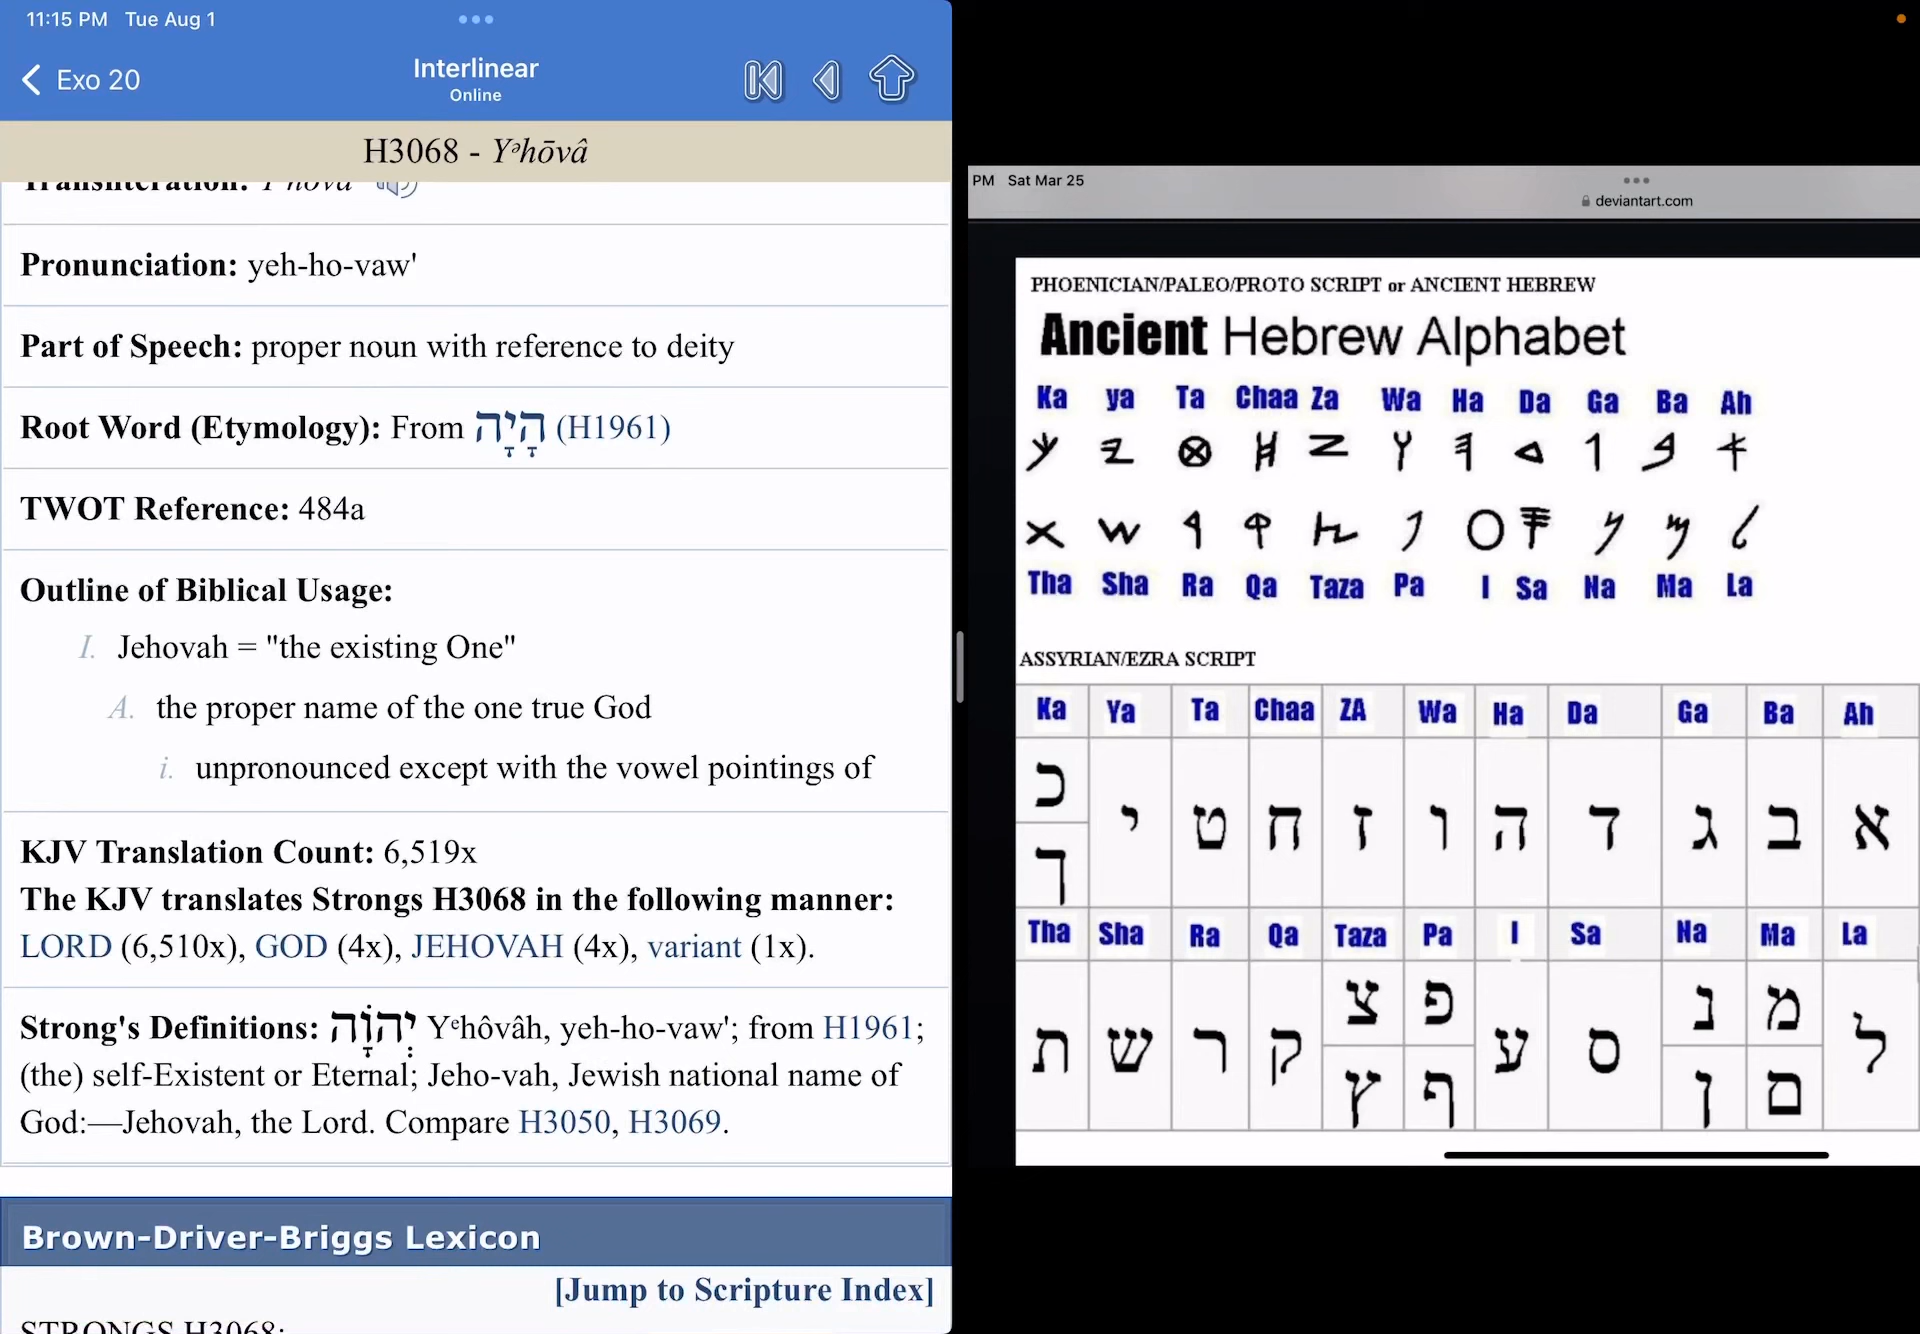 11:15 PM Tue Aug 1
Exo 20
Interlinear
Online
H3068 - Yᵊhōvâ
Transliteration: Yᵊhōvâ
Pronunciation: yeh-ho-vaw'
Part of Speech: proper noun with reference to deity
Root Word (Etymology): From הָיָה (H1961)
TWOT Reference: 484a
Outline of Biblical Usage:
I. Jehovah = "the existing One"
A. the proper name of the one true God
i. unpronounced except with the vowel pointings of
KJV Translation Count: 6,519x
The KJV translates Strongs H3068 in the following manner:
LORD (6,510x), GOD (4x), JEHOVAH (4x), variant (1x).
Strong's Definitions: יְהוָֹה Yᵉhôvâh, yeh-ho-vaw'; from H1961;
(the) self-Existent or Eternal; Jeho-vah, Jewish national name of
God:—Jehovah, the Lord. Compare H3050, H3069.
Brown-Driver-Briggs Lexicon
[Jump to Scripture Index]
STRONGS H3068:
PM Sat Mar 25
deviantart.com
PHOENICIAN/PALEO/PROTO SCRIPT or ANCIENT HEBREW
Ancient Hebrew Alphabet
Ka ya Ta Chaa Za Wa Ha Da Ga Ba Ah
𐤊 𐤉 𐤈 𐤇 𐤆 𐤅 𐤄 𐤃 𐤂 𐤁 𐤀
𐤕 𐤔 𐤓 𐤒 𐤑 𐤐 𐤏 𐤎 𐤍 𐤌 𐤋
Tha Sha Ra Qa Taza Pa I Sa Na Ma La
ASSYRIAN/EZRA SCRIPT
Ka Ya Ta Chaa ZA Wa Ha Da Ga Ba Ah
כ י ט ח ז ו ה ד ג ב א
ך
Tha Sha Ra Qa Taza Pa I Sa Na Ma La
ת ש ר ק צ פ ע ס נ מ ל
ץ ף ן ם